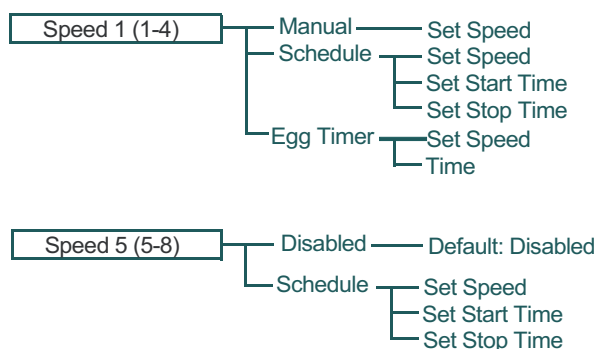 Speed 1 (1-4) Manual Set Speed
Schedule Set Speed
Set Start Time
Set Stop Time
Egg Timer Set Speed
Time
Speed 5 (5-8) Disabled Default: Disabled
Schedule Set Speed
Set Start Time
Set Stop Time